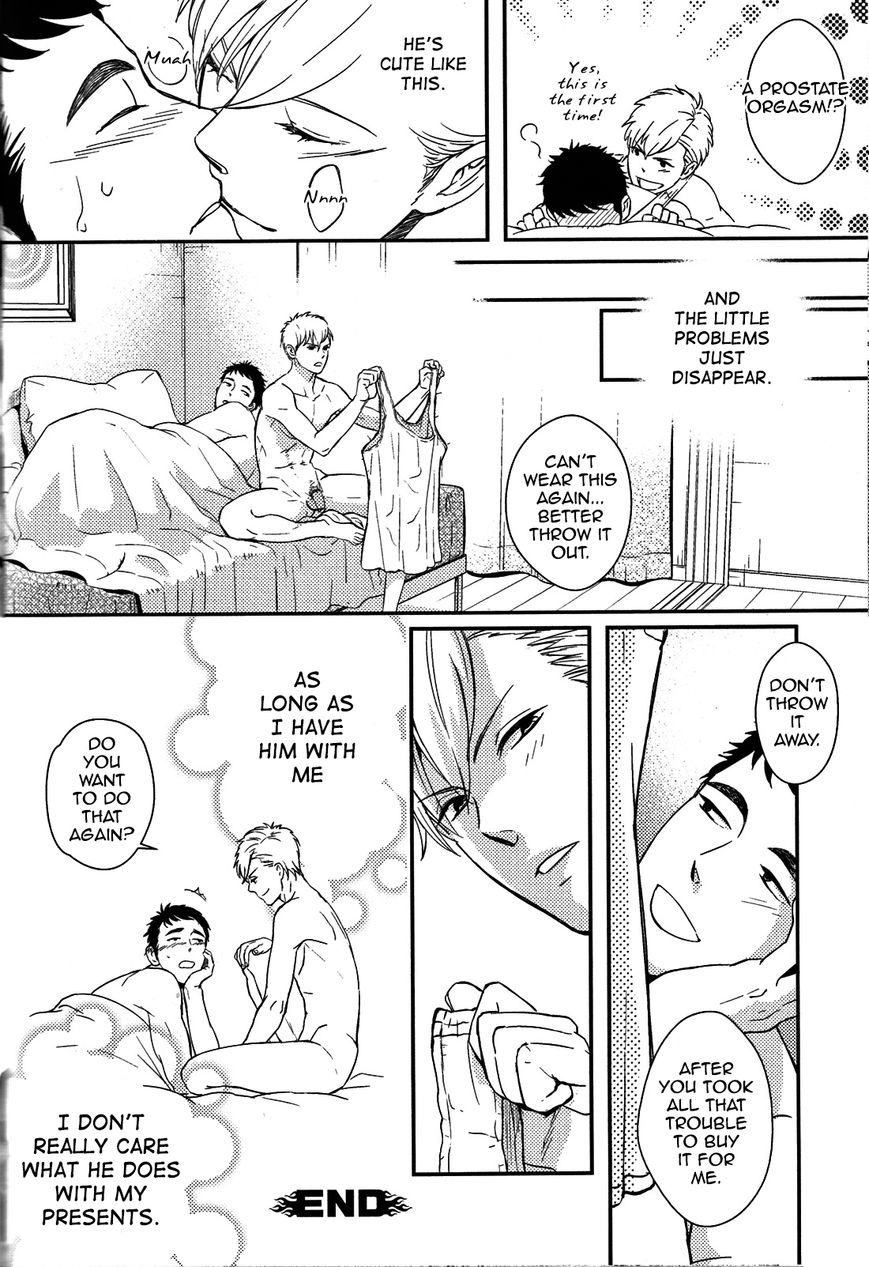 A PROSTATE
ORGASM!?
Yes,
this is
the first
time!
HE'S
CUTE LIKE
THIS.
Muah
Nnnn
AND
THE LITTLE
PROBLEMS
JUST
DISAPPEAR.
CAN'T
WEAR THIS
AGAIN...
BETTER
THROW IT
OUT.
DON'T
THROW
IT
AWAY.
AFTER
YOU TOOK
ALL THAT
TROUBLE
TO BUY
IT FOR
ME.
AS
LONG AS
I HAVE
HIM WITH
ME
DO
YOU
WANT
TO DO
THAT
AGAIN?
I DON'T
REALLY CARE
WHAT HE DOES
WITH MY
PRESENTS.
END